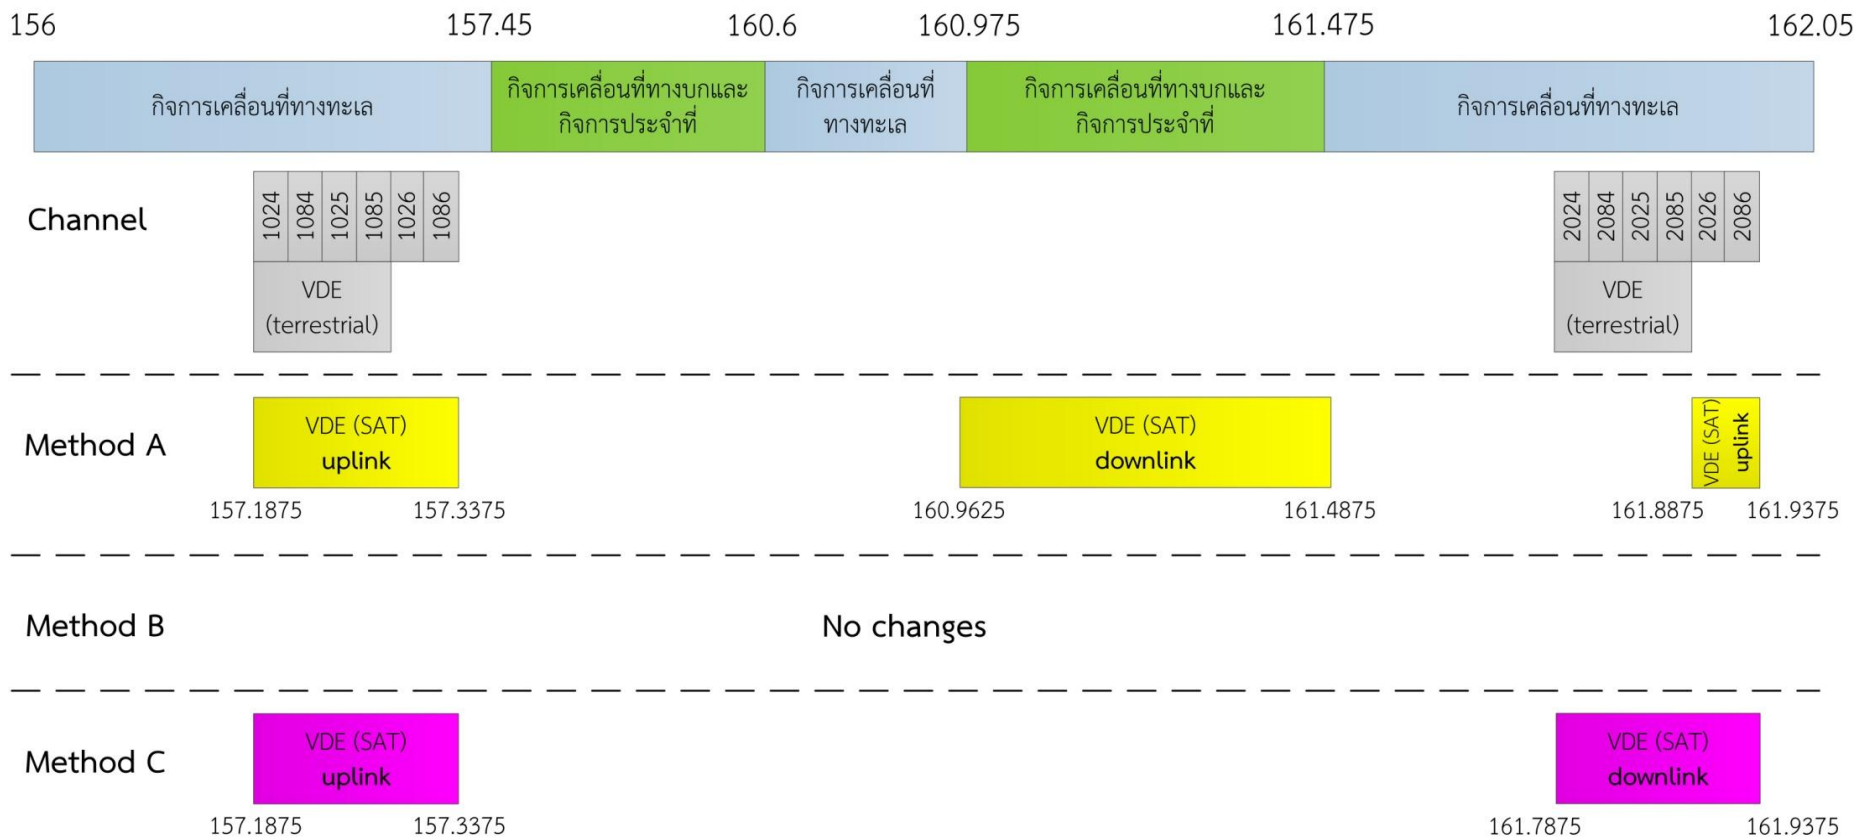 156 157.45 160.6 160.975 161.475 162.05
กิจการเคลื่อนที่ทางทะเล
กิจการเคลื่อนที่ทางบกและ
กิจการประจำที่
กิจการเคลื่อนที่
ทางทะเล
กิจการเคลื่อนที่ทางบกและ
กิจการประจำที่
กิจการเคลื่อนที่ทางทะเล
Channel
1024 1084 1025 1085 1026 1086
VDE
(terrestrial)
2024 2084 2025 2085 2026 2086
VDE
(terrestrial)
Method A
VDE (SAT)
uplink
157.1875 157.3375
VDE (SAT)
downlink
160.9625 161.4875
VDE (SAT)
uplink
161.8875 161.9375
Method B
No changes
Method C
VDE (SAT)
uplink
157.1875 157.3375
VDE (SAT)
downlink
161.7875 161.9375